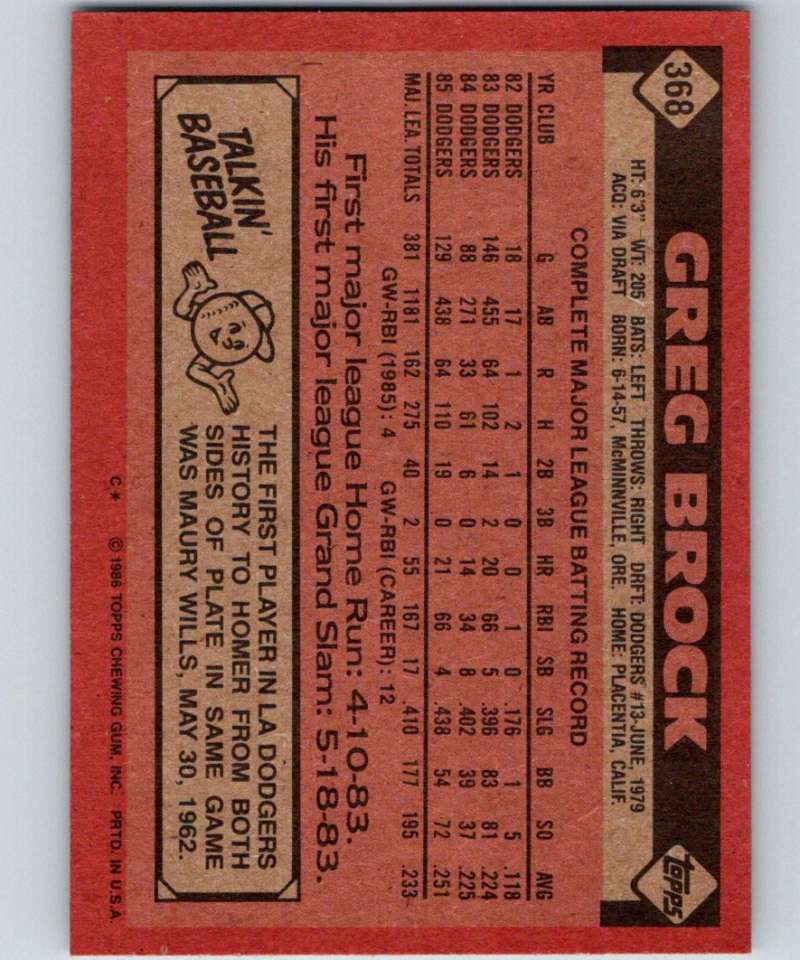 368
GREG BROCK
Topps
HT: 6'3" WT: 205 BATS: LEFT THROWS: RIGHT DRFT: DODGERS #13-JUNE, 1979
ACQ: VIA DRAFT BORN: 6-14-57, McMINNVILLE, ORE. HOME: PLACENTIA, CALIF.
COMPLETE MAJOR LEAGUE BATTING RECORD
YR CLUB G AB R H 2B 3B HR RBI SB SLG BB SO AVG
82 DODGERS 18 17 1 2 1 0 0 1 0 .176 1 5 .118
83 DODGERS 146 455 64 102 14 2 20 66 5 .396 83 81 .224
84 DODGERS 88 271 33 61 6 0 14 34 8 .402 39 37 .225
85 DODGERS 129 438 64 110 19 0 21 66 4 .438 54 72 .251
MAJ. LEA. TOTALS 381 1181 162 275 40 2 55 167 17 .410 177 195 .233
GW-RBI (1985): 4 GW-RBI (CAREER): 12
First major league Home Run: 4-10-83.
His first major league Grand Slam: 5-18-83.
TALKIN'
BASEBALL
THE FIRST PLAYER IN LA DODGERS
HISTORY TO HOMER FROM BOTH
SIDES OF PLATE IN SAME GAME
WAS MAURY WILLS, MAY 30, 1962.
C* © 1986 TOPPS CHEWING GUM, INC. PRTD. IN U.S.A.